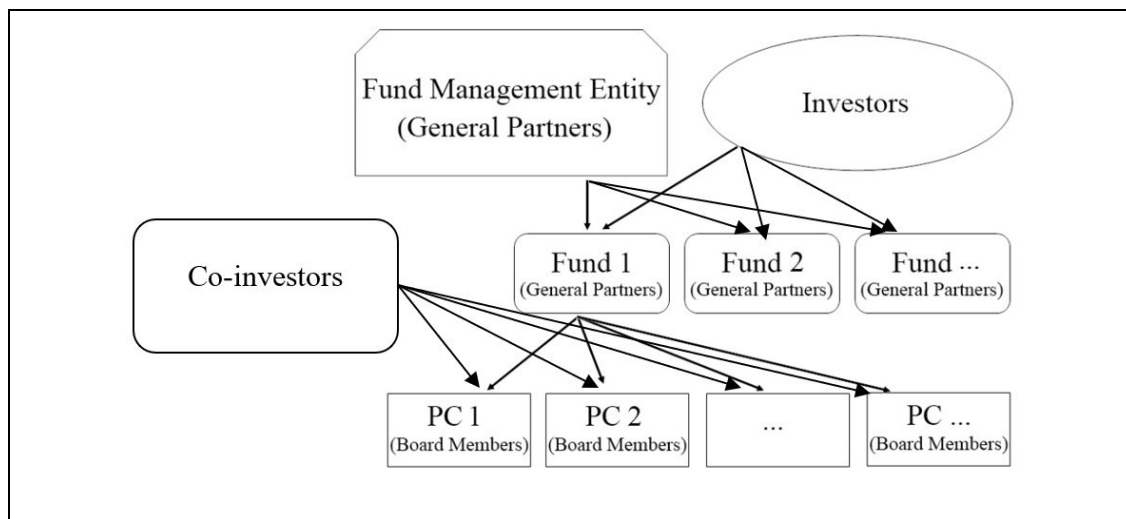 Fund Management Entity
(General Partners)
Investors
Co-investors
Fund 1
(General Partners)
Fund 2
(General Partners)
Fund ...
(General Partners)
PC 1
(Board Members)
PC 2
(Board Members)
...
PC ...
(Board Members)